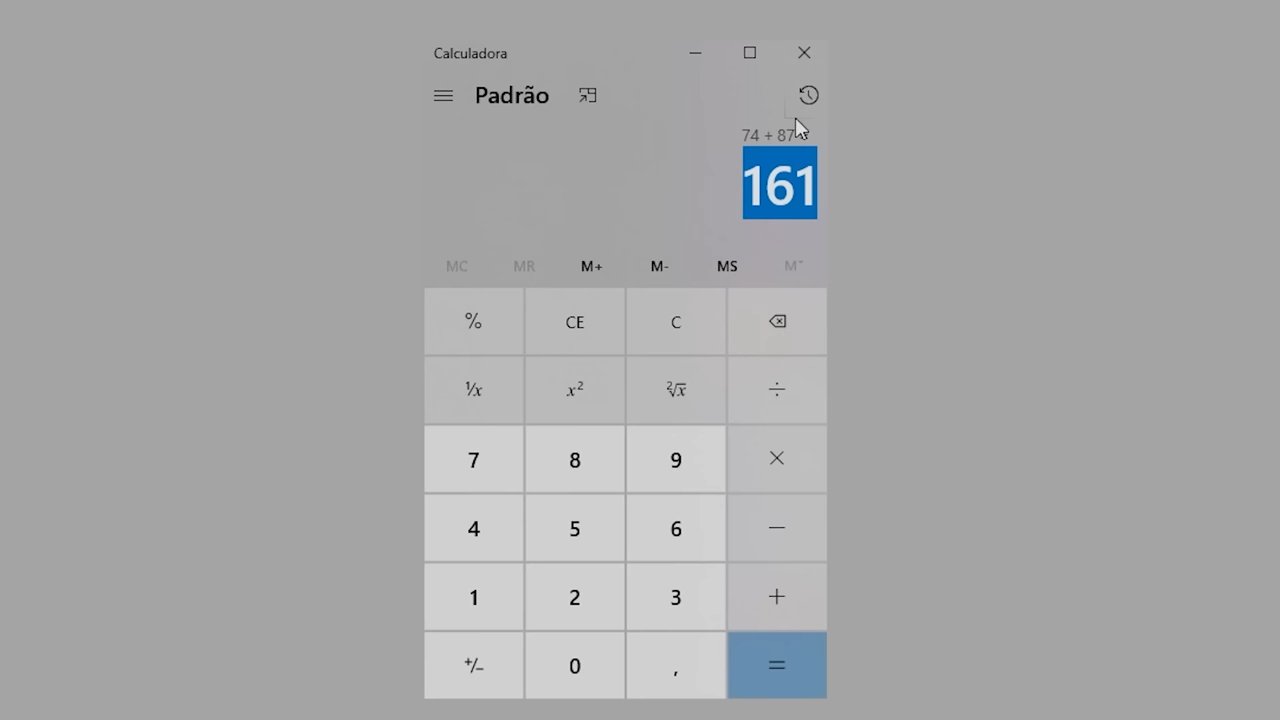 Calculadora
Padrão
74 + 87
161
MC MR M+ M- MS M˅
% CE C
¹/x x² ²√x ÷
7 8 9 ×
4 5 6 −
1 2 3 +
+/− 0 , =